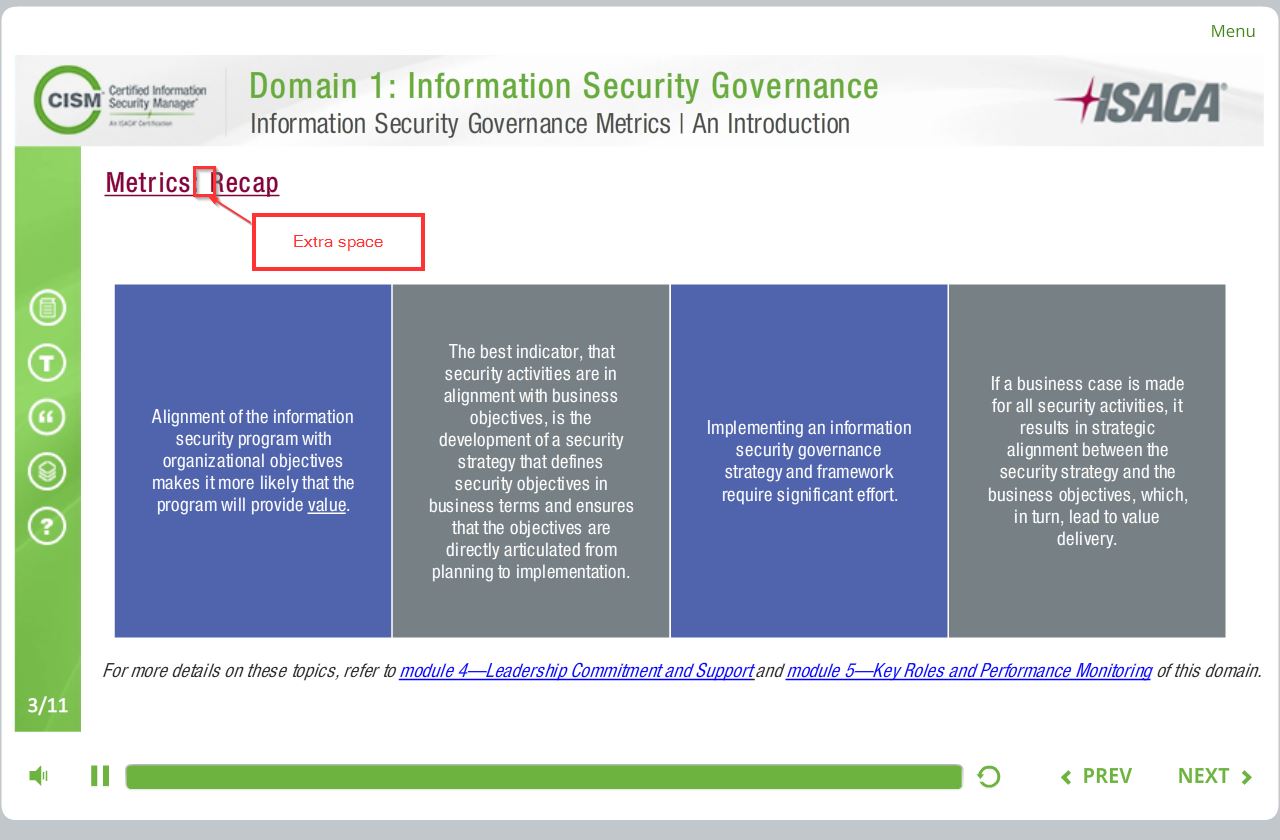 Menu
CISM
Certified Information
Security Manager®
An ISACA® Certification
Domain 1: Information Security Governance
Information Security Governance Metrics | An Introduction
ISACA®
Metrics: Recap
Extra space
Alignment of the information
security program with
organizational objectives
makes it more likely that the
program will provide value.
The best indicator, that
security activities are in
alignment with business
objectives, is the
development of a security
strategy that defines
security objectives in
business terms and ensures
that the objectives are
directly articulated from
planning to implementation.
Implementing an information
security governance
strategy and framework
require significant effort.
If a business case is made
for all security activities, it
results in strategic
alignment between the
security strategy and the
business objectives, which,
in turn, lead to value
delivery.
For more details on these topics, refer to module 4—Leadership Commitment and Support and module 5—Key Roles and Performance Monitoring of this domain.
T
“
?
3/11
PREV
NEXT